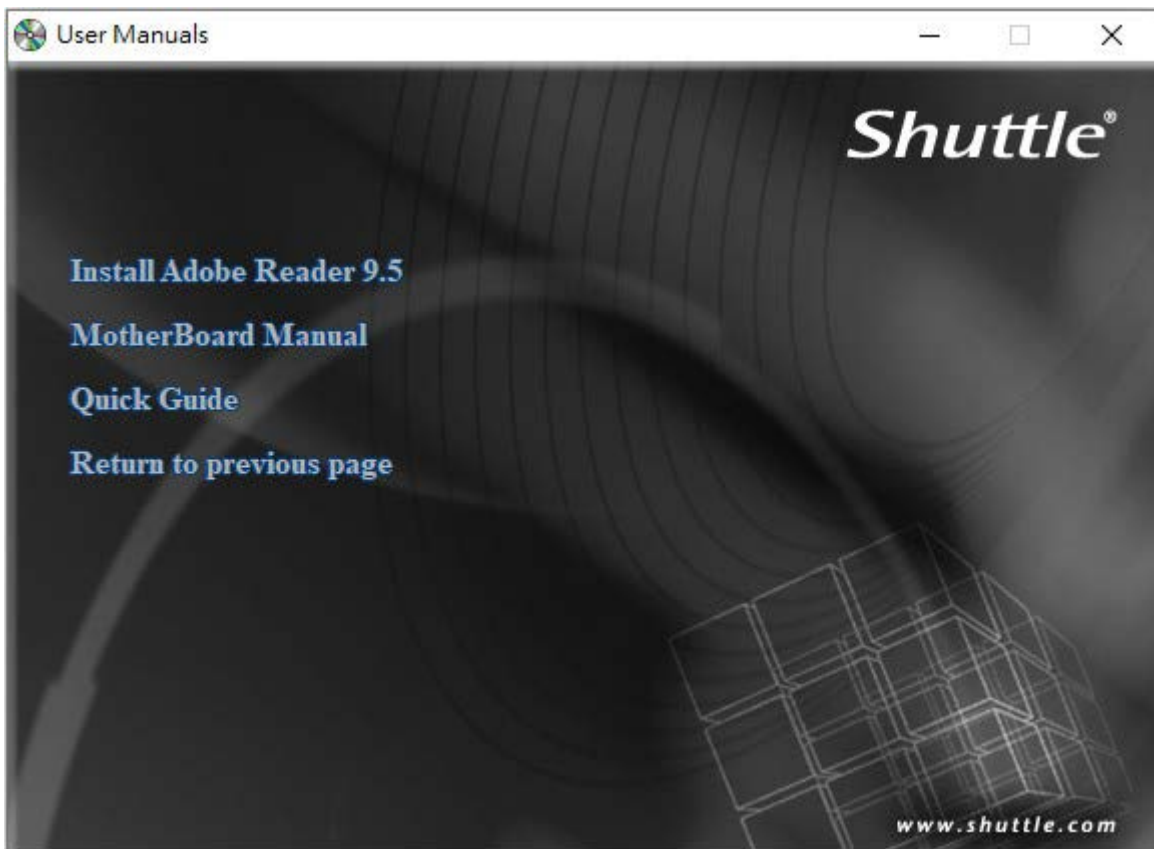 User Manuals
Shuttle®
Install Adobe Reader 9.5
MotherBoard Manual
Quick Guide
Return to previous page
www.shuttle.com